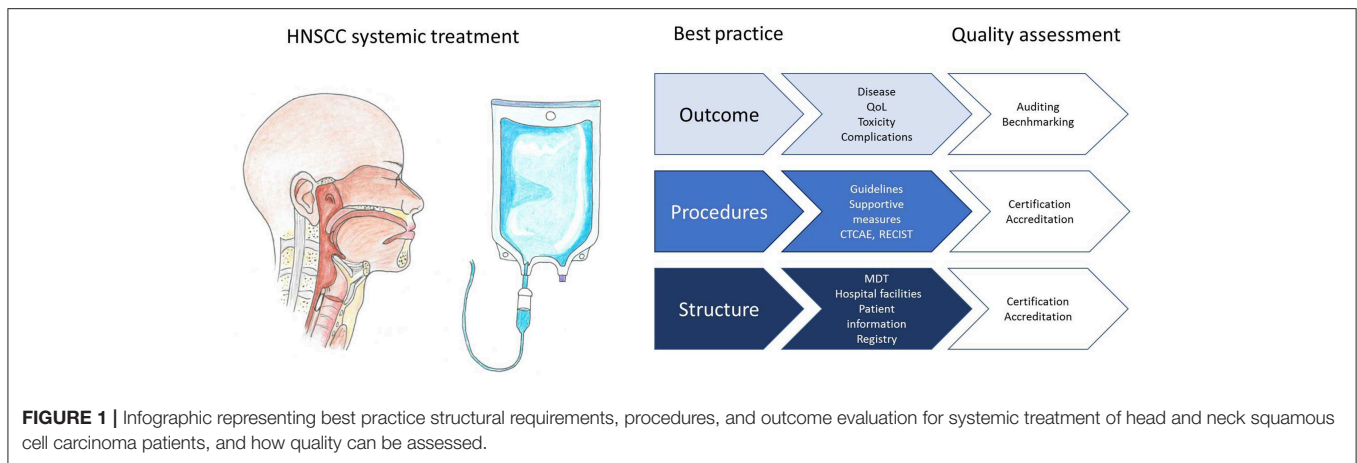 HNSCC systemic treatment
Best practice
Quality assessment
Outcome
Disease
QoL
Toxicity
Complications
Auditing
Becnhmarking
Procedures
Guidelines
Supportive
measures
CTCAE, RECIST
Certification
Accreditation
Structure
MDT
Hospital facilities
Patient
information
Registry
Certification
Accreditation
FIGURE 1 | Infographic representing best practice structural requirements, procedures, and outcome evaluation for systemic treatment of head and neck squamous
cell carcinoma patients, and how quality can be assessed.